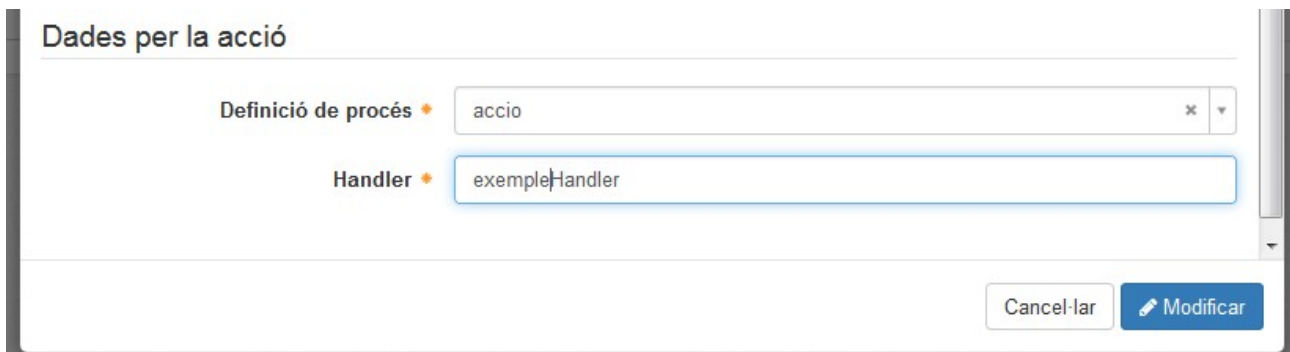 Dades per la acció
Definició de procés accio
Handler exempleHandler
Cancel·lar Modificar